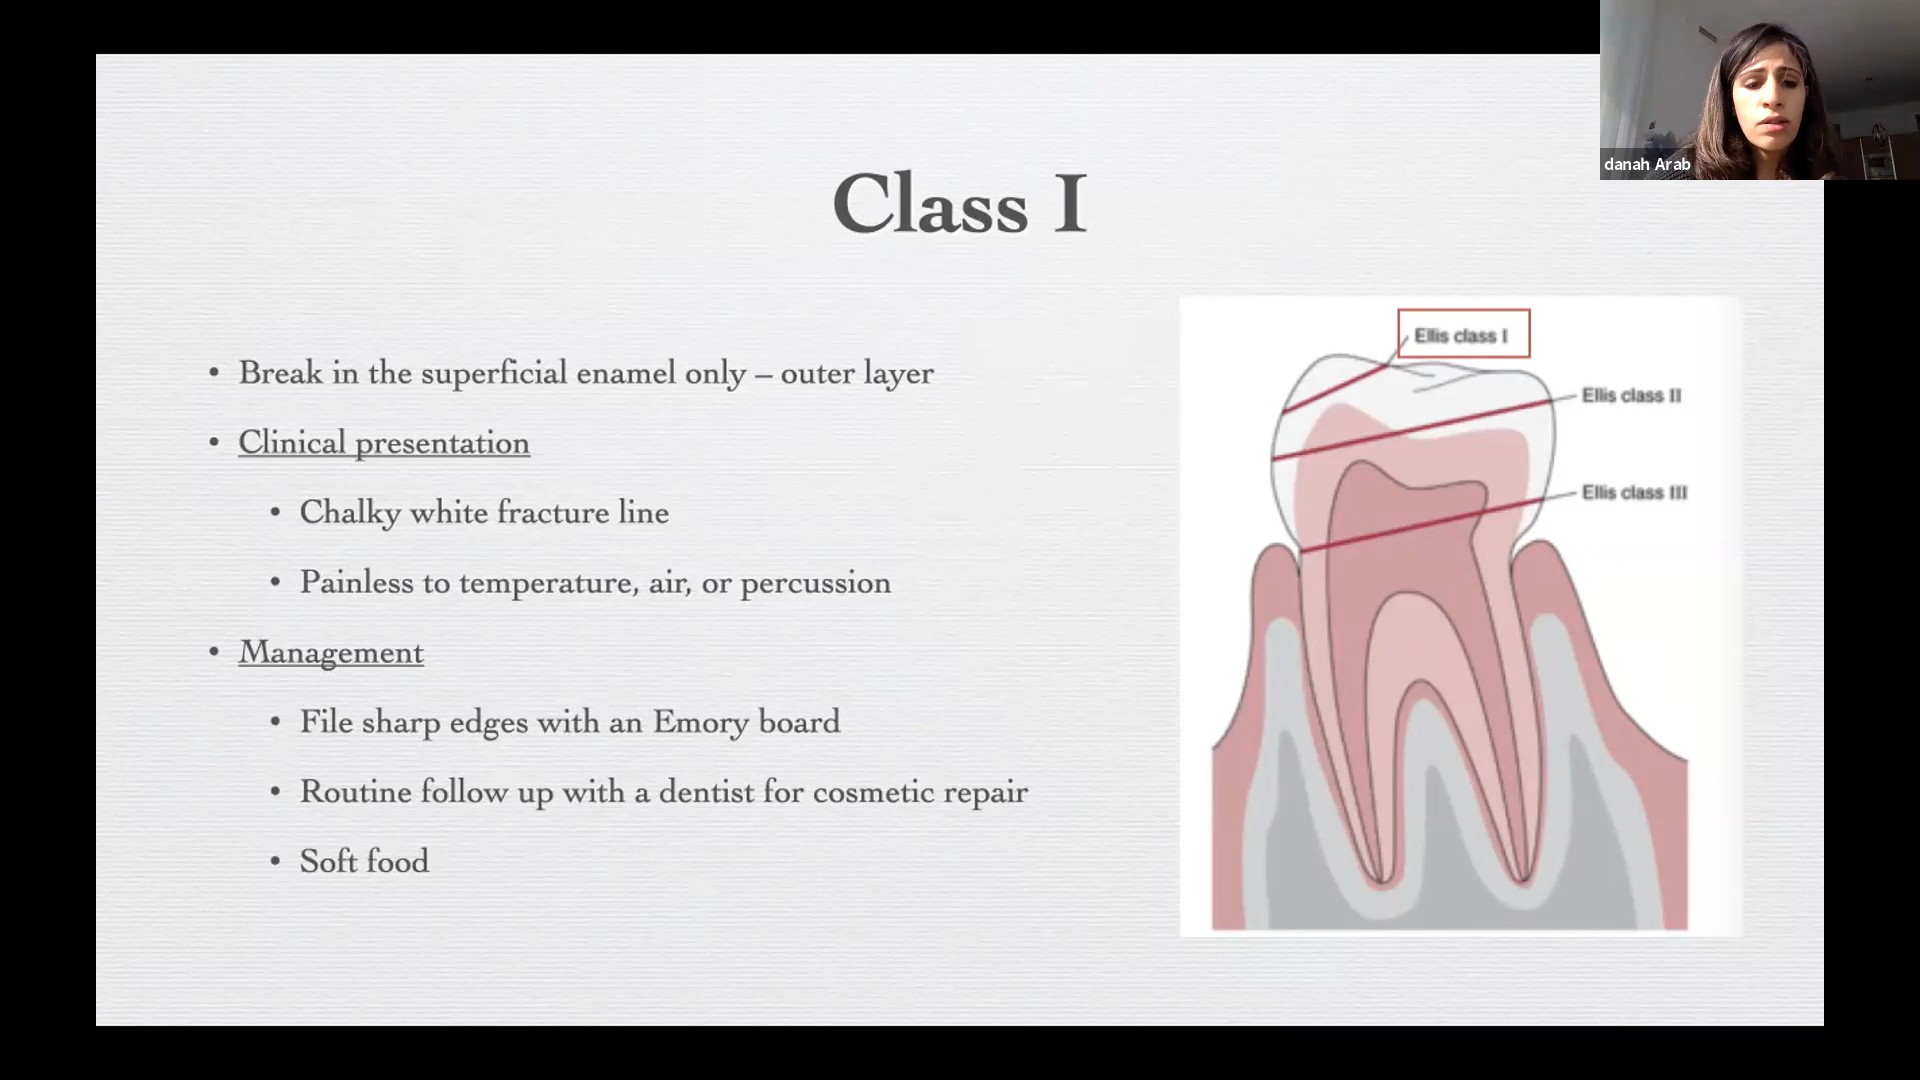 danah Arab
Class I
• Break in the superficial enamel only – outer layer
• Clinical presentation
• Chalky white fracture line
• Painless to temperature, air, or percussion
• Management
• File sharp edges with an Emory board
• Routine follow up with a dentist for cosmetic repair
• Soft food
Ellis class I
Ellis class II
Ellis class III